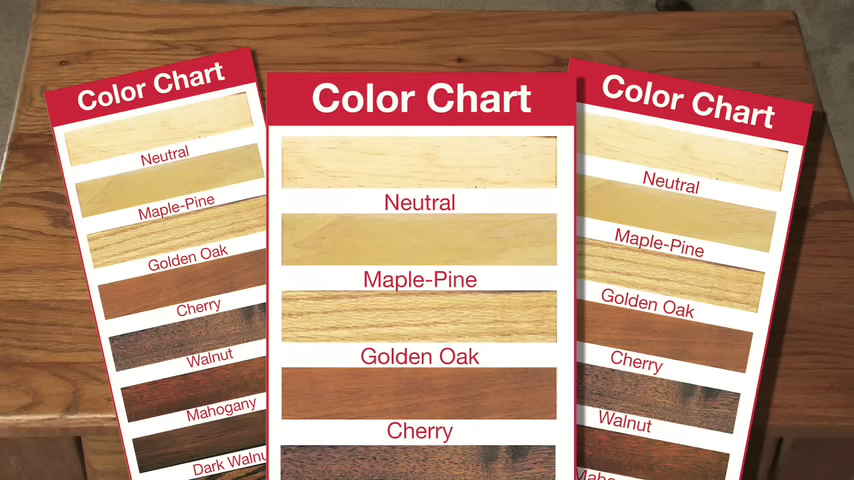 Color Chart
Neutral
Maple-Pine
Golden Oak
Cherry
Walnut
Mahogany
Color Chart
Neutral
Maple-Pine
Golden Oak
Cherry
Color Chart
Neutral
Maple-Pine
Golden Oak
Cherry
Walnut